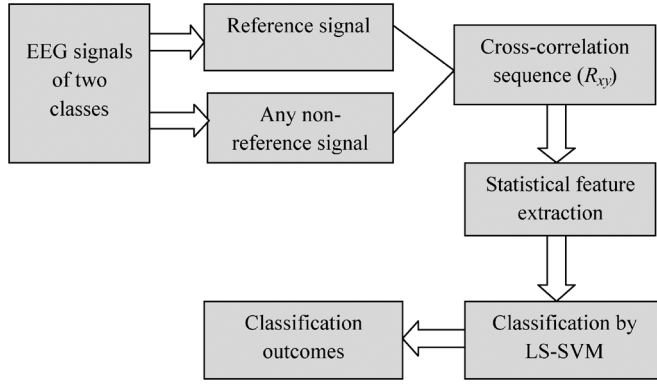 EEG signals
of two
classes
Reference signal
Any non-
reference signal
Cross-correlation
sequence (Rxy)
Statistical feature
extraction
Classification by
LS-SVM
Classification
outcomes